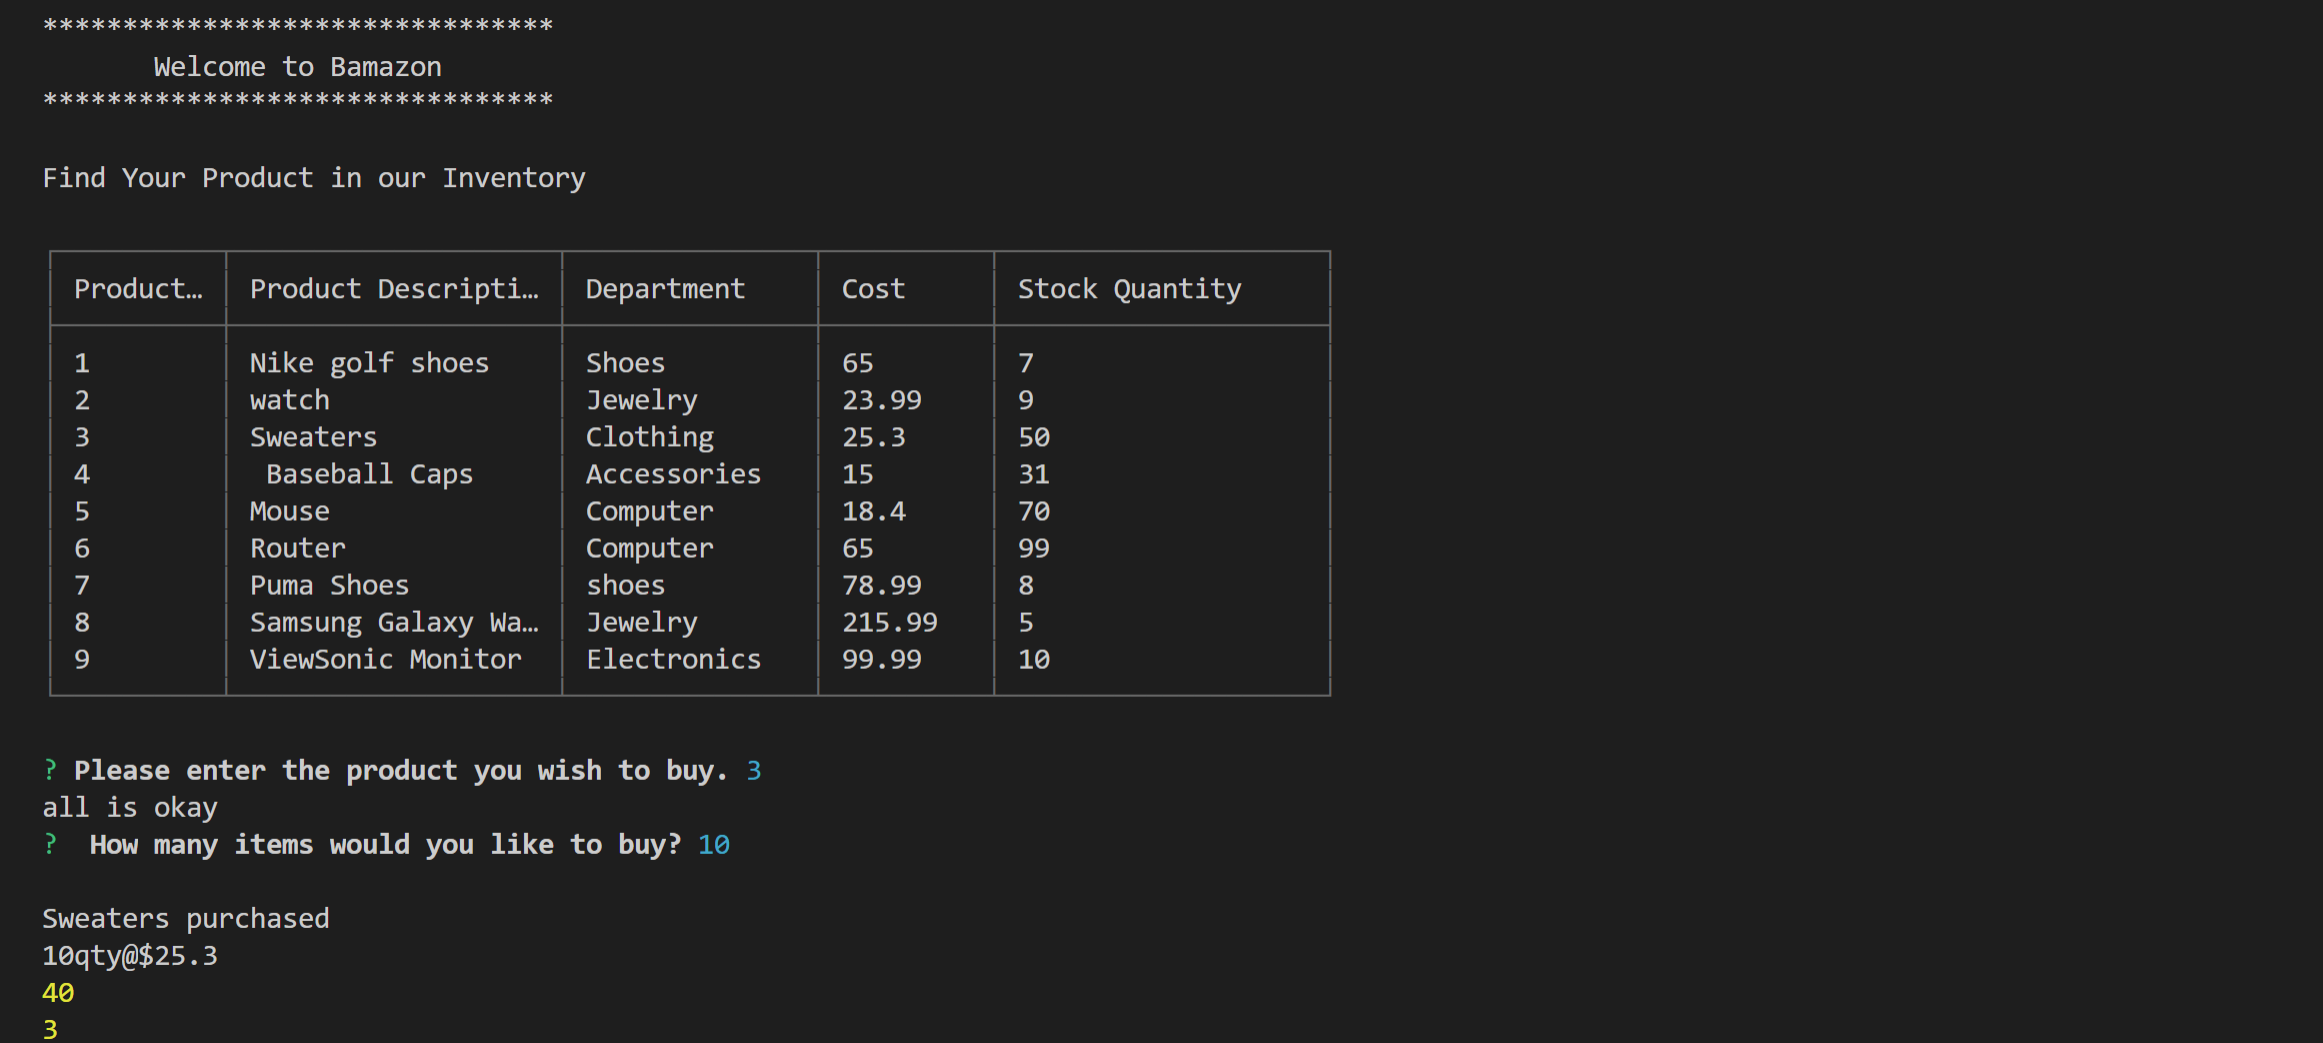 ********************************
Welcome to Bamazon
********************************
Find Your Product in our Inventory
Product… Product Descripti… Department Cost Stock Quantity
1 Nike golf shoes Shoes 65 7
2 watch Jewelry 23.99 9
3 Sweaters Clothing 25.3 50
4 Baseball Caps Accessories 15 31
5 Mouse Computer 18.4 70
6 Router Computer 65 99
7 Puma Shoes shoes 78.99 8
8 Samsung Galaxy Wa… Jewelry 215.99 5
9 ViewSonic Monitor Electronics 99.99 10
? Please enter the product you wish to buy. 3
all is okay
? How many items would you like to buy? 10
Sweaters purchased
10qty@$25.3
40
3